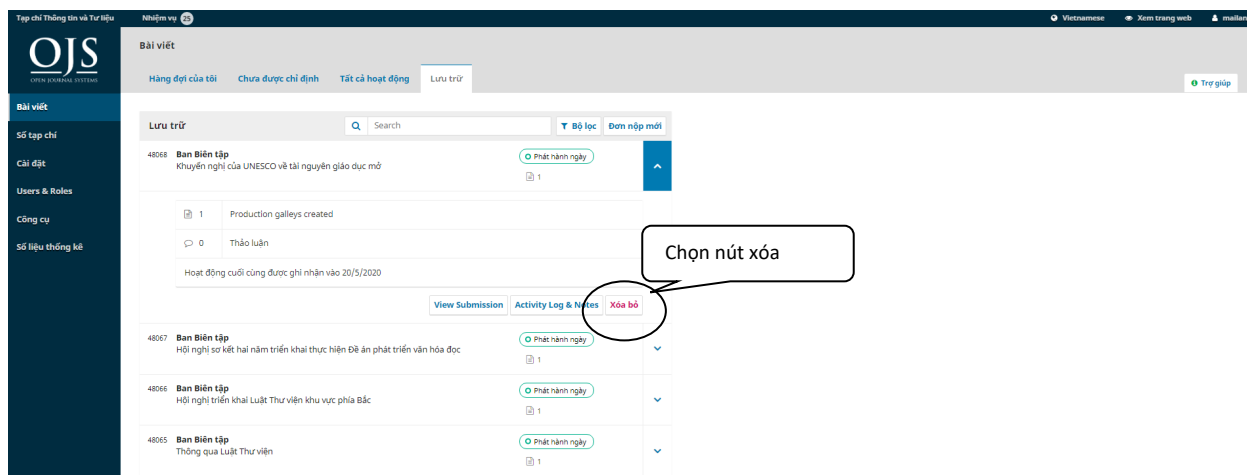 Tạp chí Thông tin và Tư liệu
Nhiệm vụ 25
Vietnamese
Xem trang web
mailan
OJS
OPEN JOURNAL SYSTEMS
Bài viết
Số tạp chí
Cài đặt
Users & Roles
Công cụ
Số liệu thống kê
Bài viết
Hàng đợi của tôi
Chưa được chỉ định
Tất cả hoạt động
Lưu trữ
Trợ giúp
Lưu trữ
Search
Bộ lọc
Đơn nộp mới
48068 Ban Biên tập
Khuyến nghị của UNESCO về tài nguyên giáo dục mở
Phát hành ngày
1
1 Production galleys created
0 Thảo luận
Hoạt động cuối cùng được ghi nhận vào 20/5/2020
Chọn nút xóa
View Submission
Activity Log & Notes
Xóa bỏ
48067 Ban Biên tập
Hội nghị sơ kết hai năm triển khai thực hiện Đề án phát triển văn hóa đọc
Phát hành ngày
1
48066 Ban Biên tập
Hội nghị triển khai Luật Thư viện khu vực phía Bắc
Phát hành ngày
1
48065 Ban Biên tập
Thông qua Luật Thư viện
Phát hành ngày
1